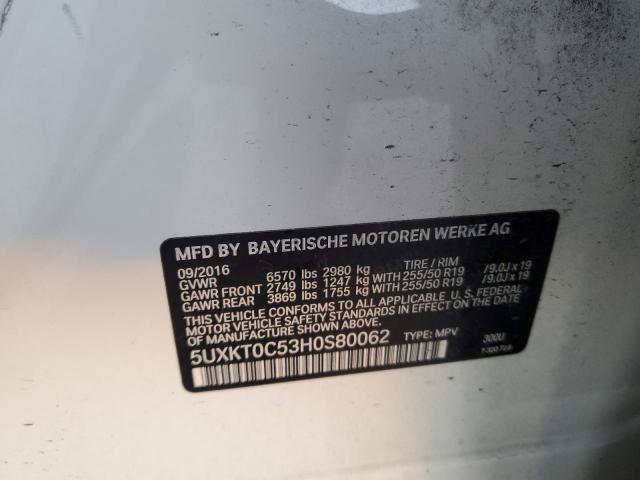 MFD BY BAYERISCHE MOTOREN WERKE AG
09/2016 TIRE / RIM
GVWR 6570 lbs 2980 kg
GAWR FRONT 2749 lbs 1247 kg WITH 255/50 R19 /9.0J x 19
GAWR REAR 3869 lbs 1755 kg WITH 255/50 R19 /9.0J x 19
THIS VEHICLE CONFORMS TO ALL APPLICABLE U.S. FEDERAL
MOTOR VEHICLE SAFETY STANDARDS IN EFFECT
ON THE DATE OF MANUFACTURE SHOWN ABOVE.
5UXKT0C53H0S80062 TYPE: MPV 300U